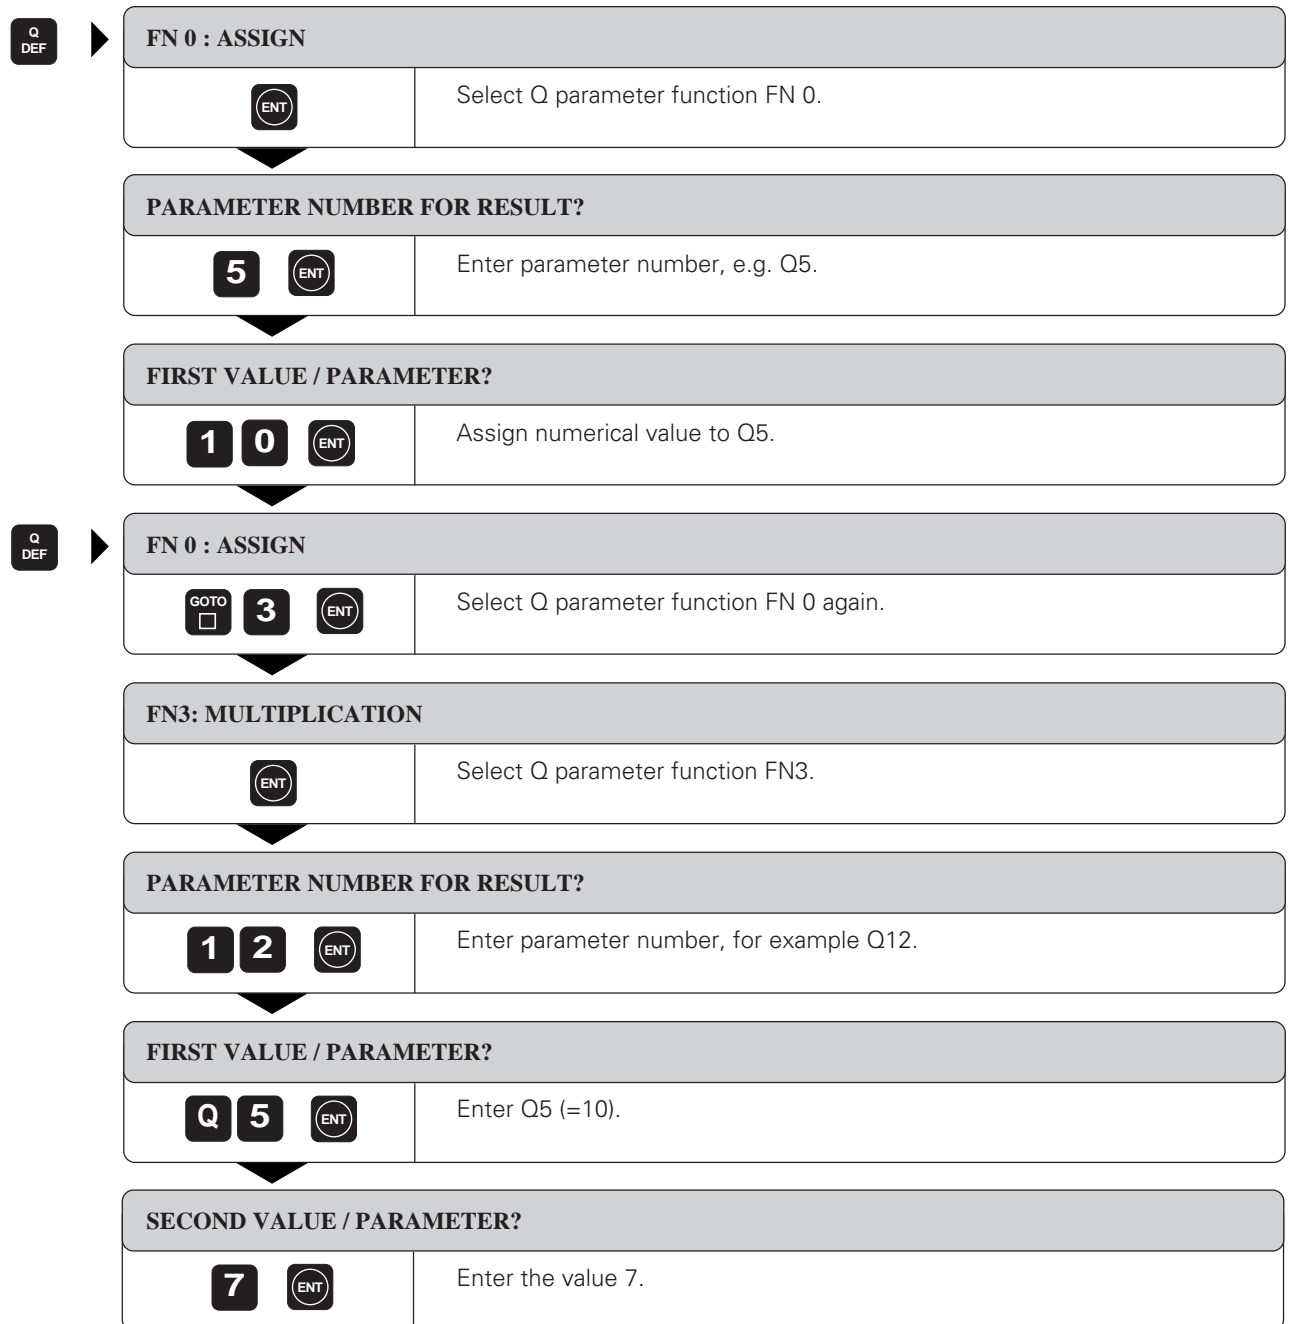 Q
DEF
FN 0 : ASSIGN
ENT
Select Q parameter function FN 0.
PARAMETER NUMBER FOR RESULT?
5 ENT
Enter parameter number, e.g. Q5.
FIRST VALUE / PARAMETER?
1 0 ENT
Assign numerical value to Q5.
Q
DEF
FN 0 : ASSIGN
GOTO 3 ENT
Select Q parameter function FN 0 again.
FN3: MULTIPLICATION
ENT
Select Q parameter function FN3.
PARAMETER NUMBER FOR RESULT?
1 2 ENT
Enter parameter number, for example Q12.
FIRST VALUE / PARAMETER?
Q 5 ENT
Enter Q5 (=10).
SECOND VALUE / PARAMETER?
7 ENT
Enter the value 7.